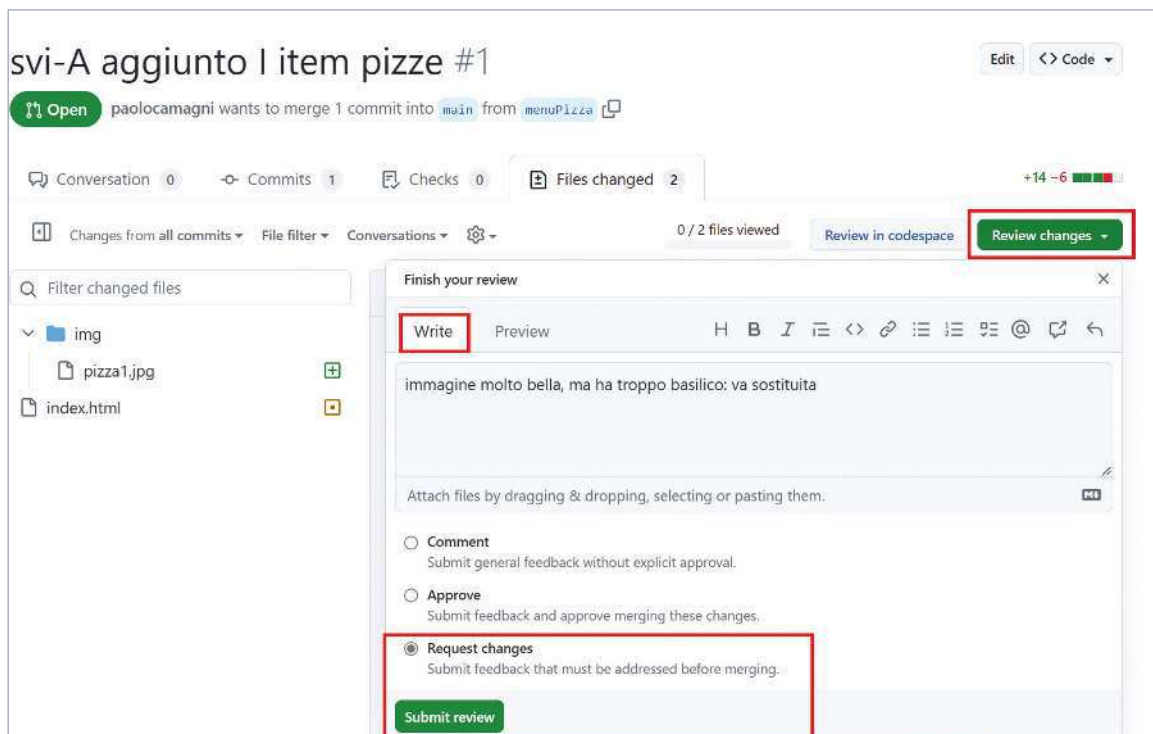 svi-A aggiunto I item pizze #1
Edit
<> Code
Open
paolocamagni wants to merge 1 commit into main from menuPizza
Conversation 0
Commits 1
Checks 0
Files changed 2
+14 −6
Changes from all commits
File filter
Conversations
0 / 2 files viewed
Review in codespace
Review changes
Filter changed files
img
pizza1.jpg
index.html
Finish your review
Write
Preview
immagine molto bella, ma ha troppo basilico: va sostituita
Attach files by dragging & dropping, selecting or pasting them.
Comment
Submit general feedback without explicit approval.
Approve
Submit feedback and approve merging these changes.
Request changes
Submit feedback that must be addressed before merging.
Submit review